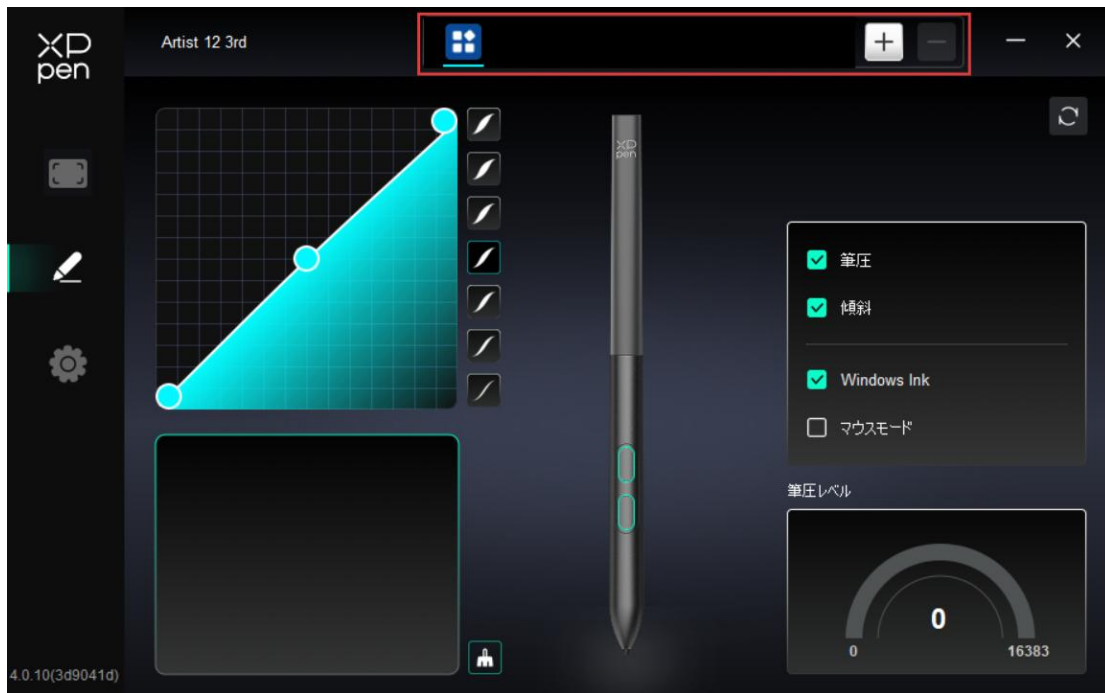 XP
pen
Artist 12 3rd
XP
pen
筆圧
傾斜
Windows Ink
マウスモード
筆圧レベル
0
0
16383
4.0.10(3d9041d)